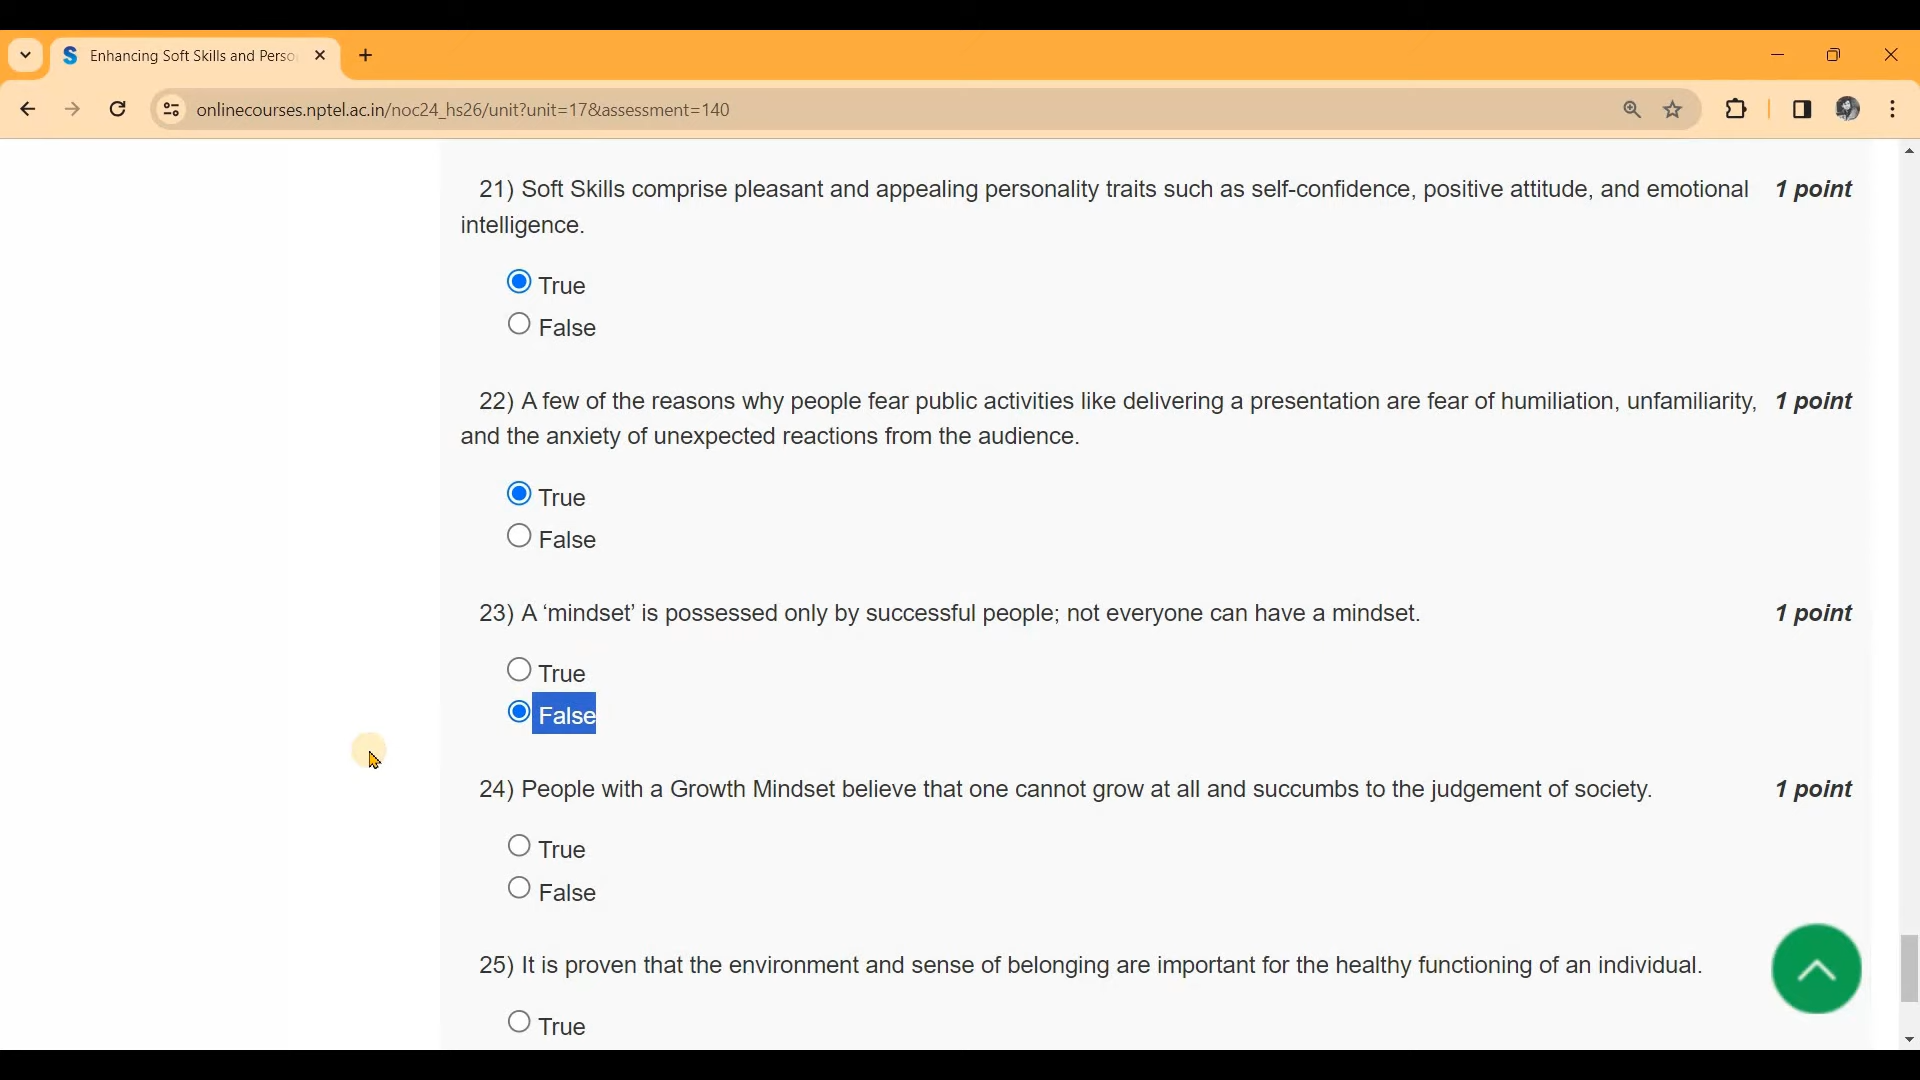 Enhancing Soft Skills and Perso
onlinecourses.nptel.ac.in/noc24_hs26/unit?unit=17&assessment=140
21) Soft Skills comprise pleasant and appealing personality traits such as self-confidence, positive attitude, and emotional 1 point
intelligence.
True
False
22) A few of the reasons why people fear public activities like delivering a presentation are fear of humiliation, unfamiliarity, 1 point
and the anxiety of unexpected reactions from the audience.
True
False
23) A ‘mindset’ is possessed only by successful people; not everyone can have a mindset. 1 point
True
False
24) People with a Growth Mindset believe that one cannot grow at all and succumbs to the judgement of society. 1 point
True
False
25) It is proven that the environment and sense of belonging are important for the healthy functioning of an individual.
True